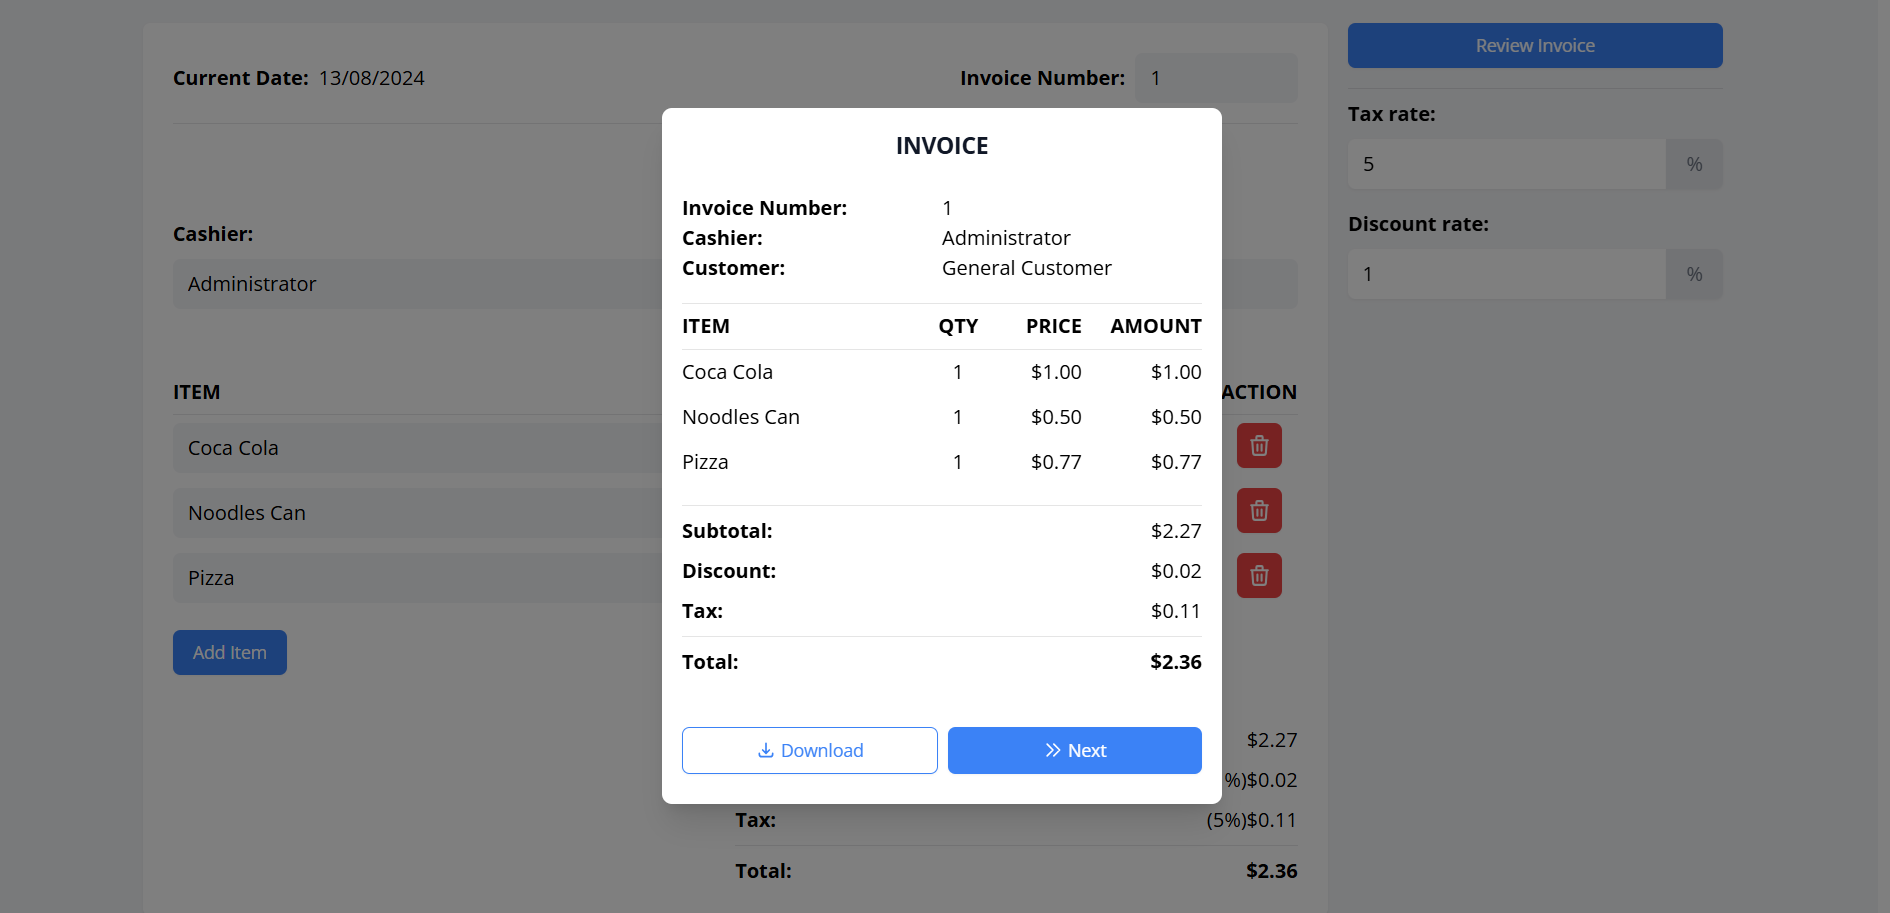 Current Date: 13/08/2024
Invoice Number: 1
Review Invoice
Tax rate:
5 %
Discount rate:
1 %
Cashier:
Administrator
ITEM
ACTION
Coca Cola
Noodles Can
Pizza
Add Item
$2.27
%)$0.02
Tax: (5%)$0.11
Total: $2.36
INVOICE
Invoice Number: 1
Cashier: Administrator
Customer: General Customer
ITEM QTY PRICE AMOUNT
Coca Cola 1 $1.00 $1.00
Noodles Can 1 $0.50 $0.50
Pizza 1 $0.77 $0.77
Subtotal: $2.27
Discount: $0.02
Tax: $0.11
Total: $2.36
Download
Next